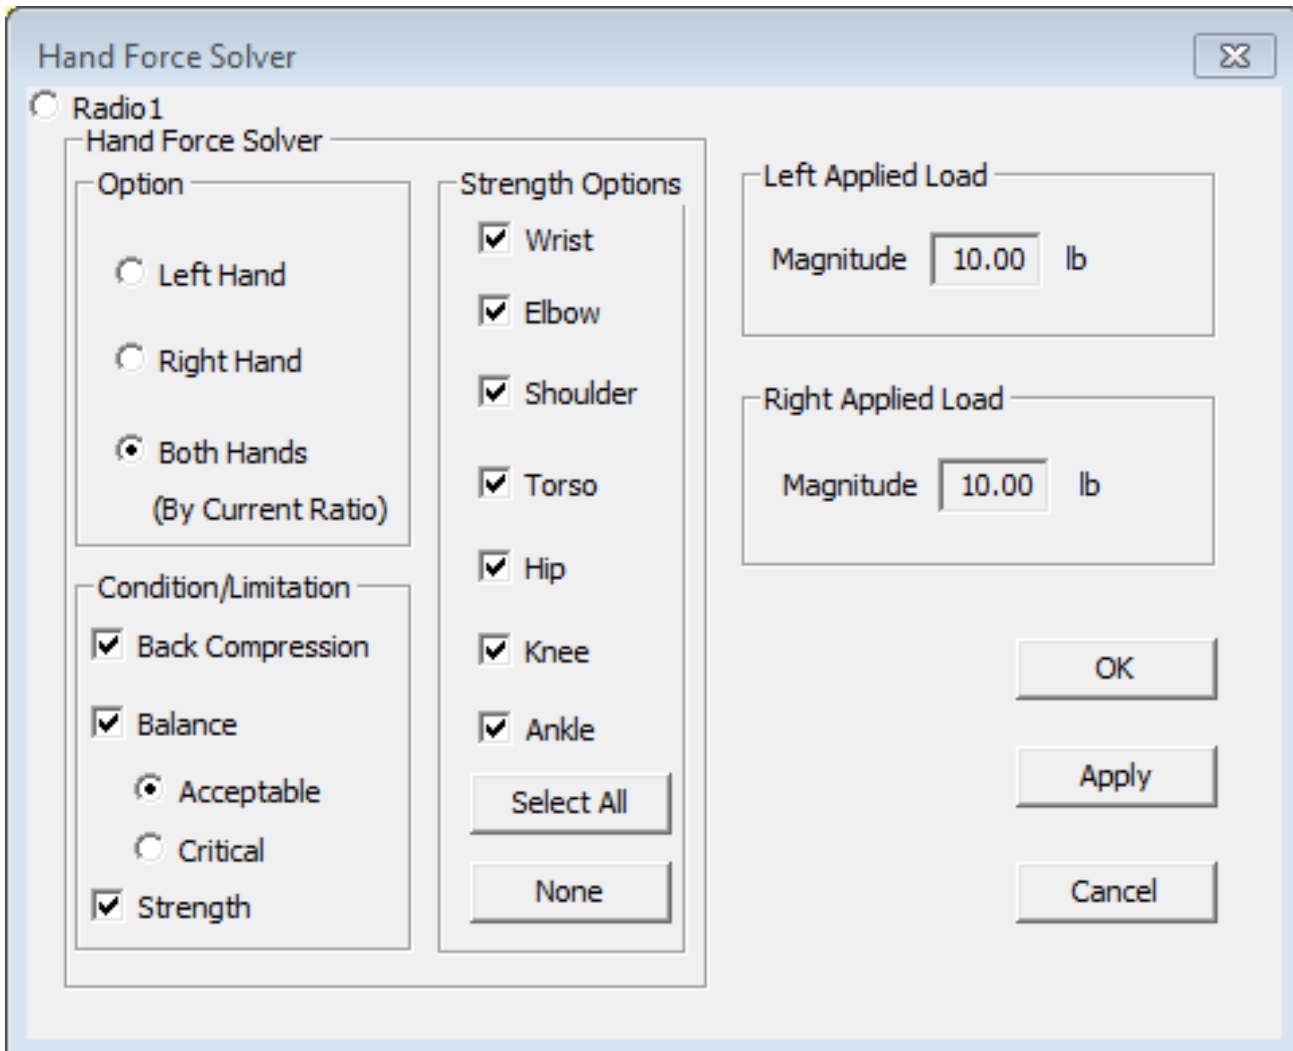 Hand Force Solver
Radio1
Hand Force Solver
Option
Left Hand
Right Hand
Both Hands
(By Current Ratio)
Condition/Limitation
Back Compression
Balance
Acceptable
Critical
Strength
Strength Options
Wrist
Elbow
Shoulder
Torso
Hip
Knee
Ankle
Select All
None
Left Applied Load
Magnitude 10.00 lb
Right Applied Load
Magnitude 10.00 lb
OK
Apply
Cancel